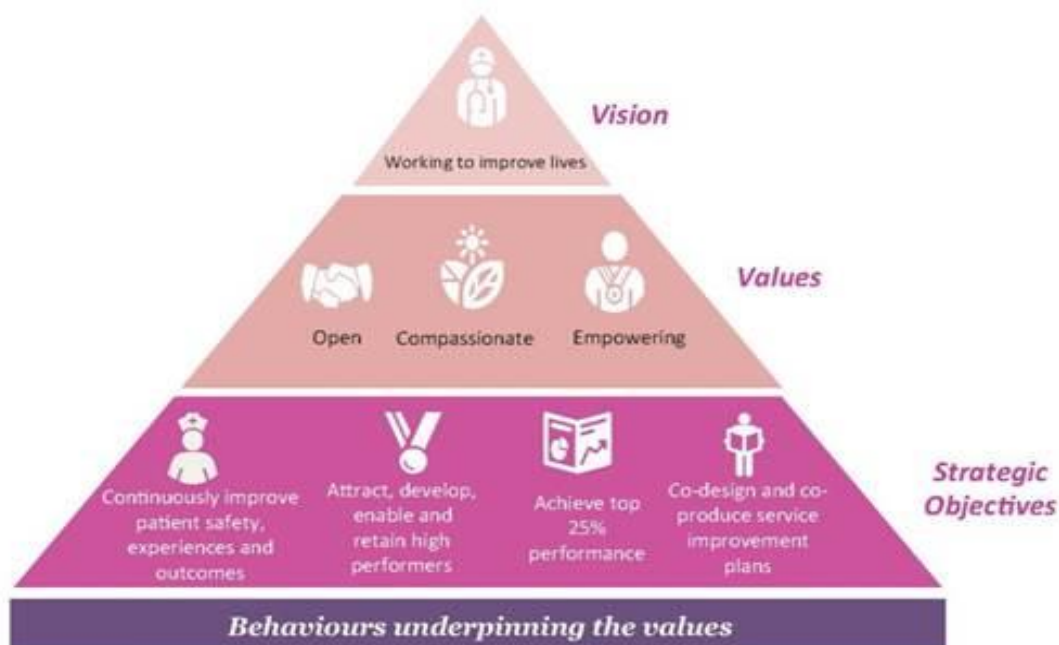 Vision
Working to improve lives
Values
Open
Compassionate
Empowering
Continuously improve
patient safety,
experiences and
outcomes
Attract, develop,
enable and
retain high
performers
Achieve top
25%
performance
Co-design and co-
produce service
improvement
plans
Strategic
Objectives
Behaviours underpinning the values